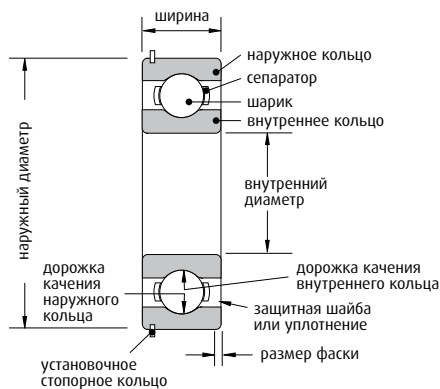 ширина
наружное кольцо
сепаратор
шарик
внутреннее кольцо
наружный диаметр
внутренний
диаметр
дорожка
качения
наружного
кольца
дорожка качения
внутреннего кольца
защитная шайба
или уплотнение
размер фаски
установочное
стопорное кольцо